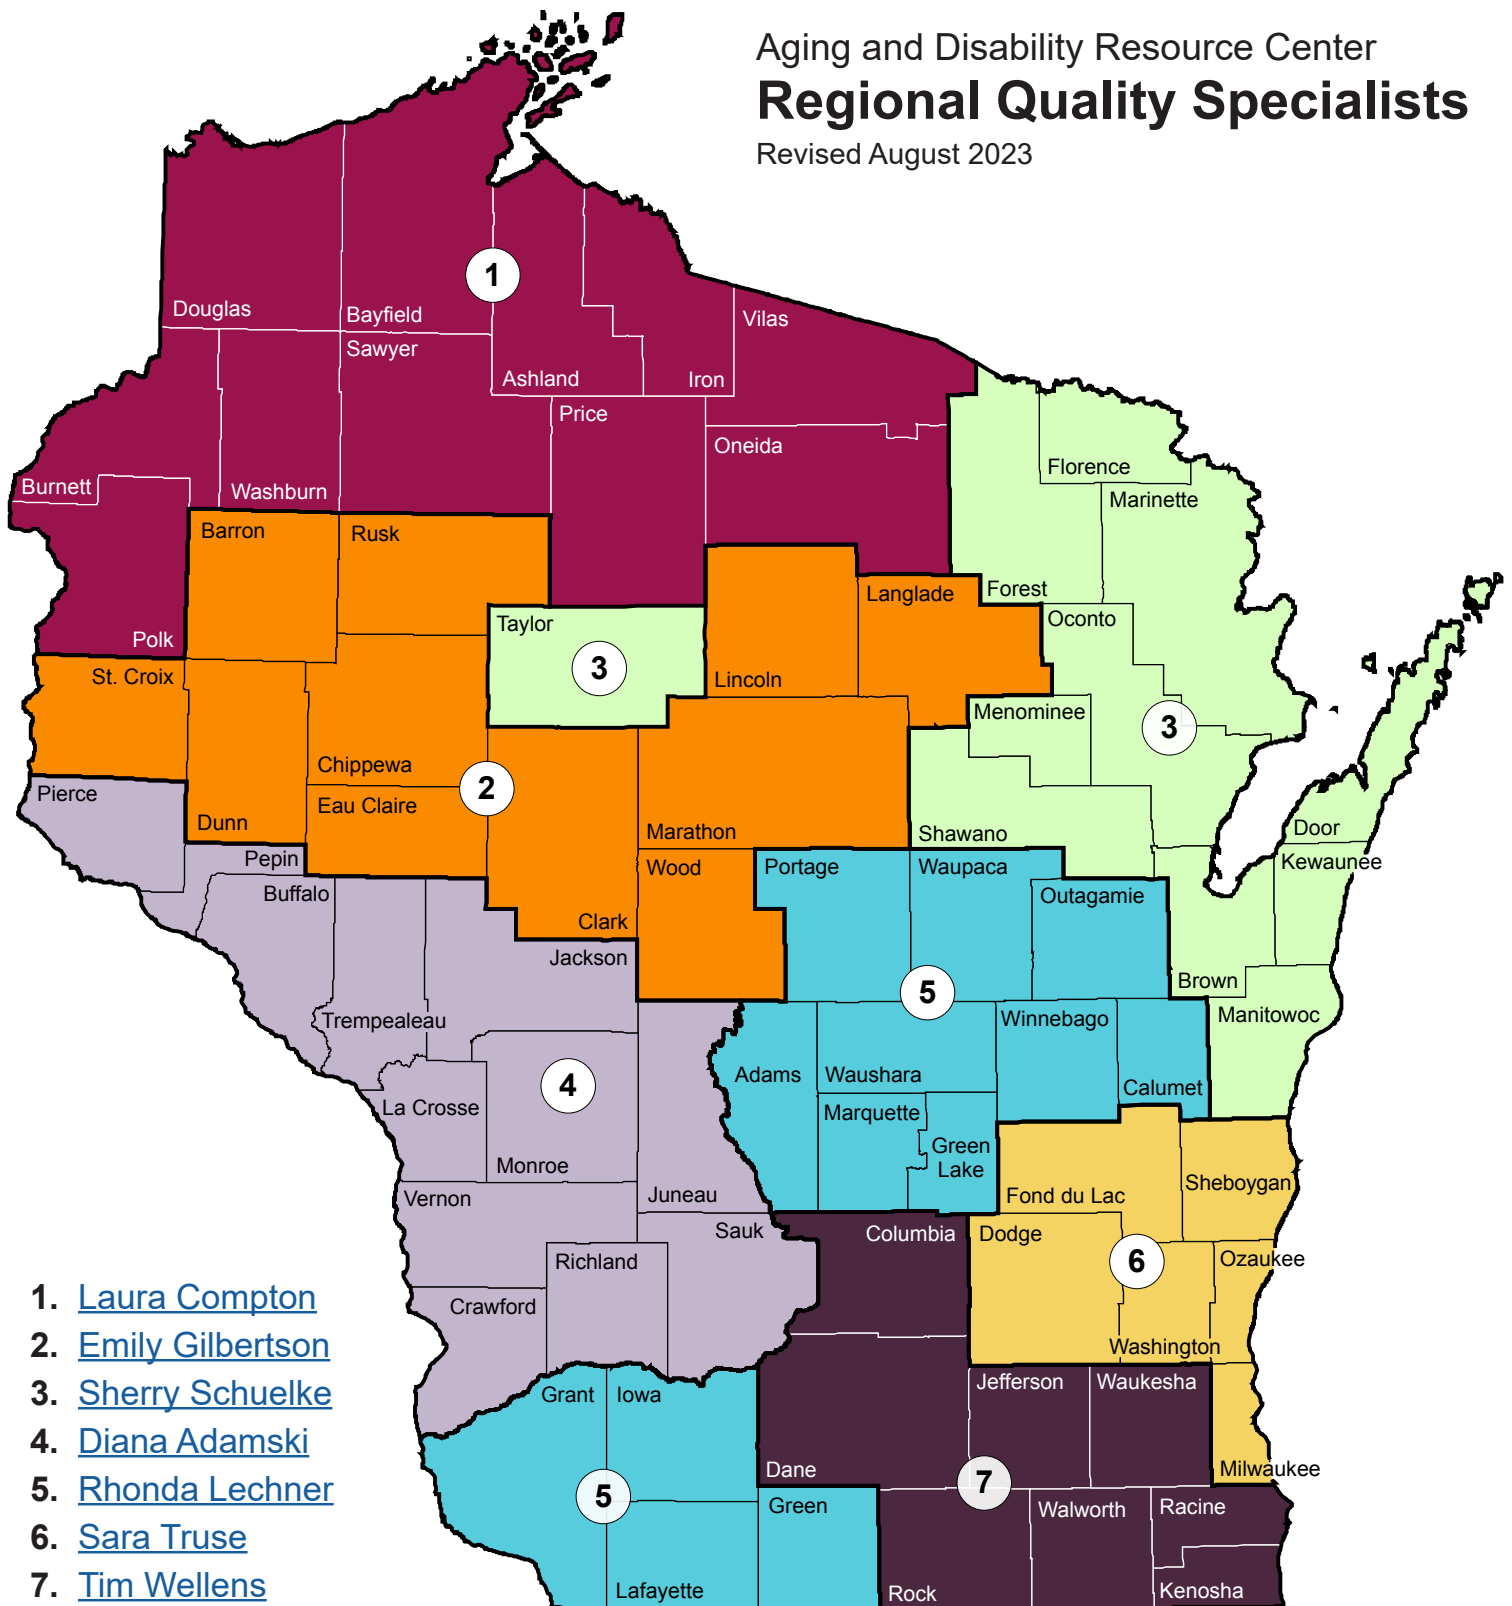 Aging and Disability Resource Center
Regional Quality Specialists
Revised August 2023
1
Douglas
Bayfield
Vilas
Sawyer
Ashland
Iron
Price
Oneida
Florence
Burnett
Washburn
Marinette
Barron
Rusk
Langlade
Forest
Taylor
Oconto
Polk
3
St. Croix
Lincoln
Menominee
3
Chippewa
2
Pierce
Eau Claire
Dunn
Marathon
Shawano
Door
Pepin
Wood
Portage
Waupaca
Kewaunee
Buffalo
Outagamie
Clark
Jackson
5
Brown
Trempealeau
Winnebago
Manitowoc
4
Adams
Waushara
Calumet
La Crosse
Marquette
Green
Lake
Monroe
Vernon
Juneau
Fond du Lac
Sheboygan
Sauk
Columbia
Dodge
Richland
6
Ozaukee
Crawford
Washington
Grant
Iowa
Jefferson
Waukesha
Dane
Milwaukee
5
7
Green
Walworth
Racine
Lafayette
Rock
Kenosha
1. Laura Compton
2. Emily Gilbertson
3. Sherry Schuelke
4. Diana Adamski
5. Rhonda Lechner
6. Sara Truse
7. Tim Wellens